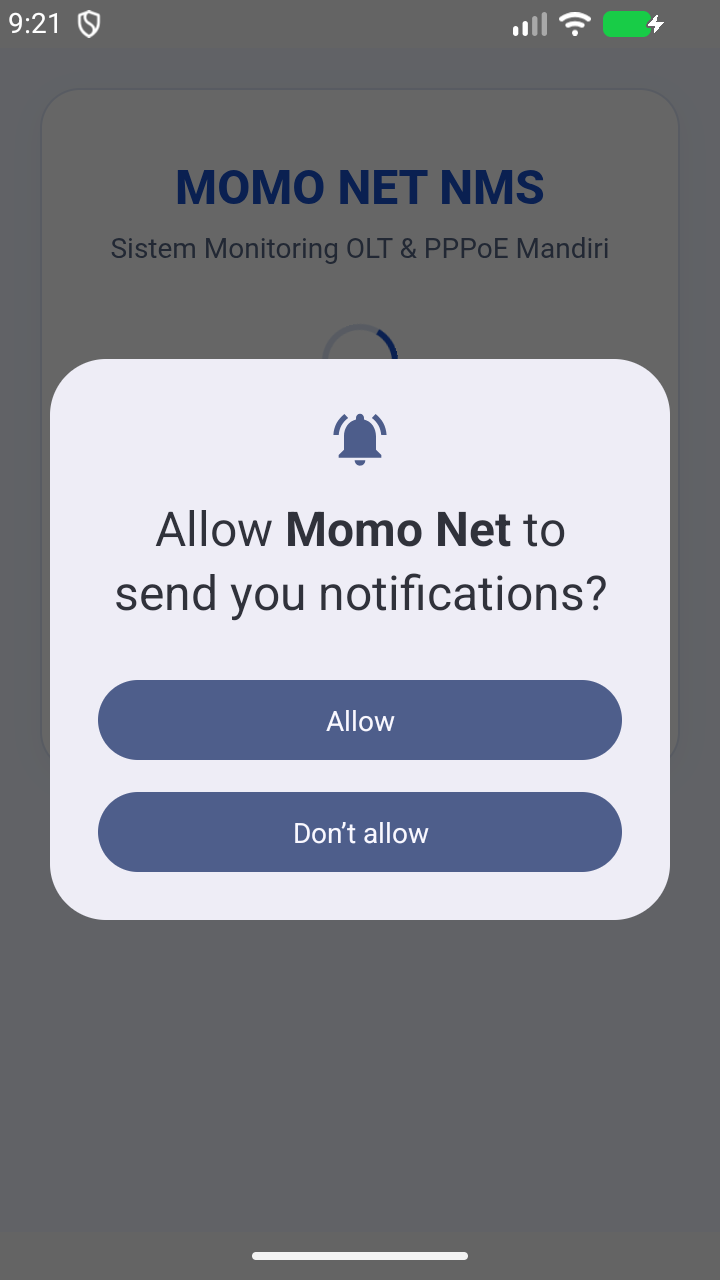 9:21
MOMO NET NMS
Sistem Monitoring OLT & PPPoE Mandiri
Allow Momo Net to
send you notifications?
Allow
Don’t allow